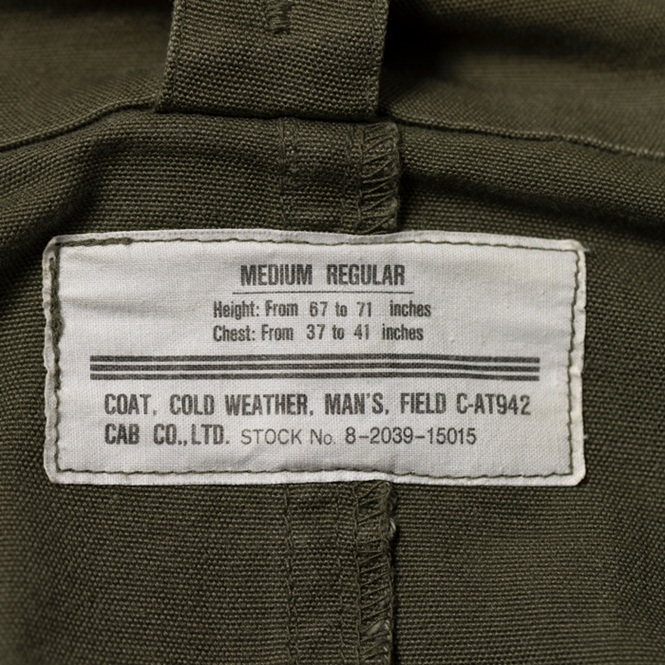 MEDIUM REGULAR
Height: From 67 to 71 inches
Chest: From 37 to 41 inches
COAT, COLD WEATHER, MAN'S, FIELD C-AT942
CAB CO.,LTD. STOCK No. 8-2039-15015